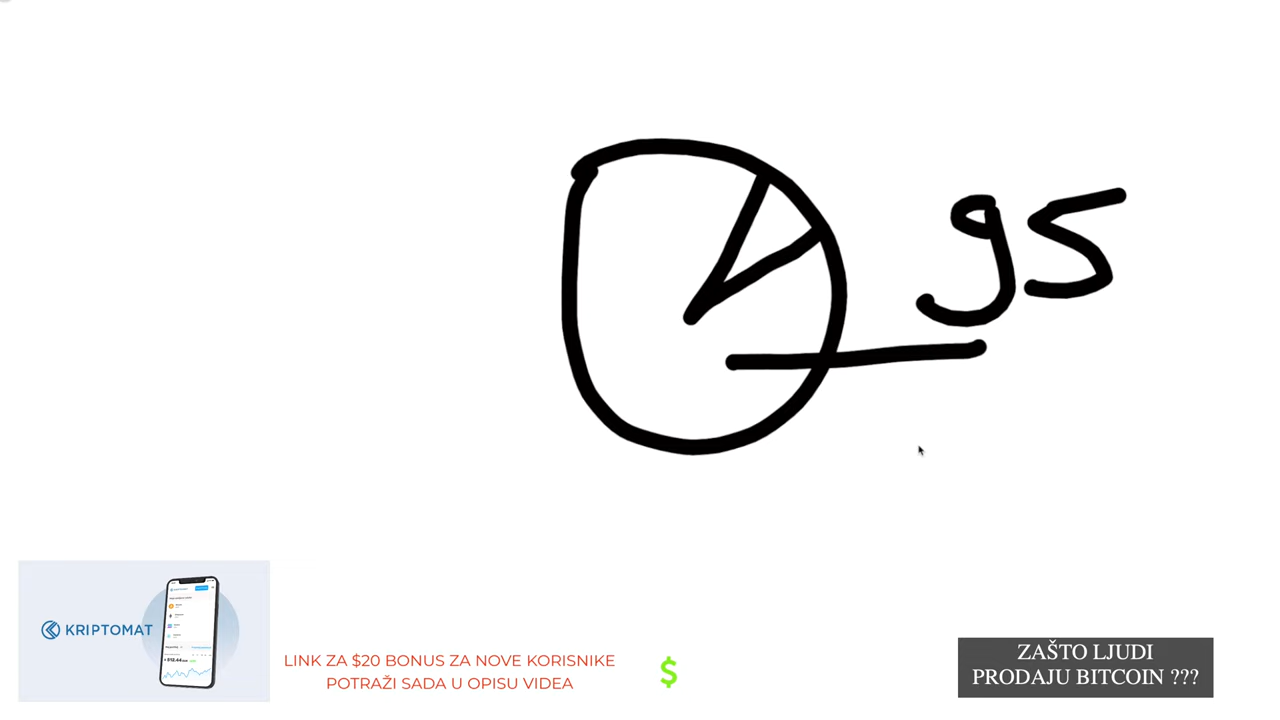 95
KRIPTOMAT
LINK ZA $20 BONUS ZA NOVE KORISNIKE
POTRAŽI SADA U OPISU VIDEA
$
ZAŠTO LJUDI
PRODAJU BITCOIN ???